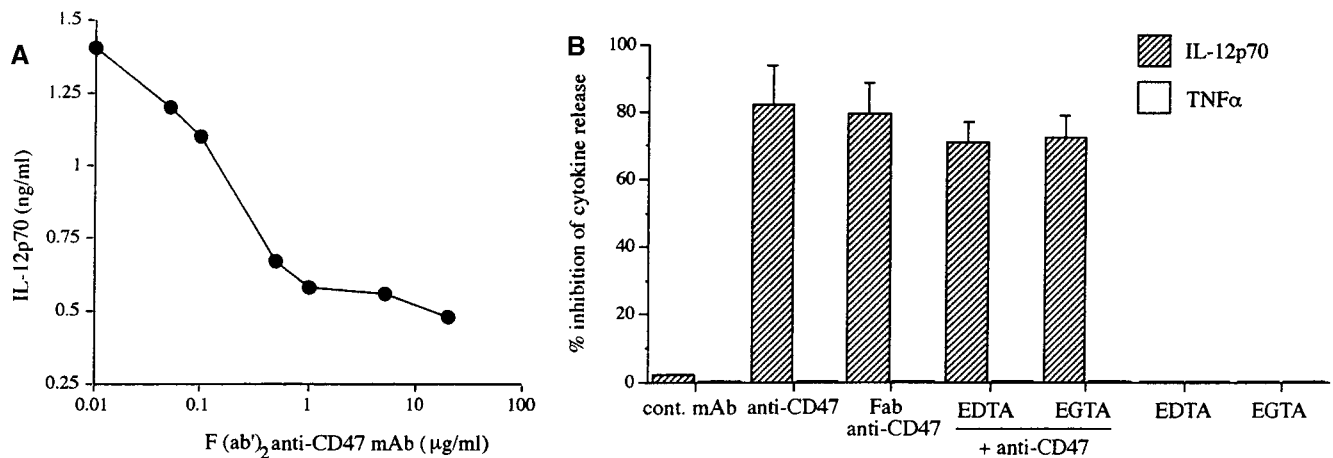 A
1.5
1.25
1
0.75
0.5
0.25
IL-12p70 (ng/ml)
0.01
0.1
1
10
100
F(ab')2 anti-CD47 mAb (µg/ml)
B
100
80
60
40
20
0
% inhibition of cytokine release
IL-12p70
TNFα
cont. mAb
anti-CD47
Fab
anti-CD47
EDTA
EGTA
+ anti-CD47
EDTA
EGTA